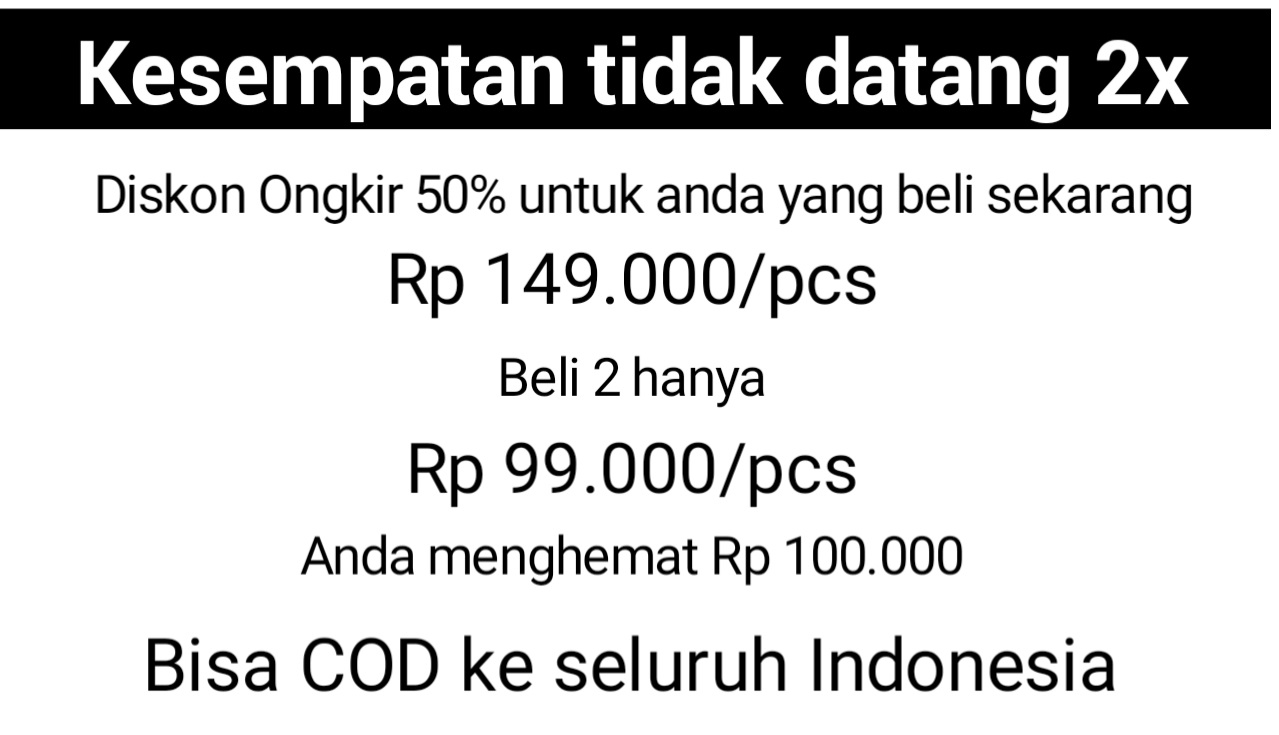 Kesempatan tidak datang 2x
Diskon Ongkir 50% untuk anda yang beli sekarang
Rp 149.000/pcs
Beli 2 hanya
Rp 99.000/pcs
Anda menghemat Rp 100.000
Bisa COD ke seluruh Indonesia